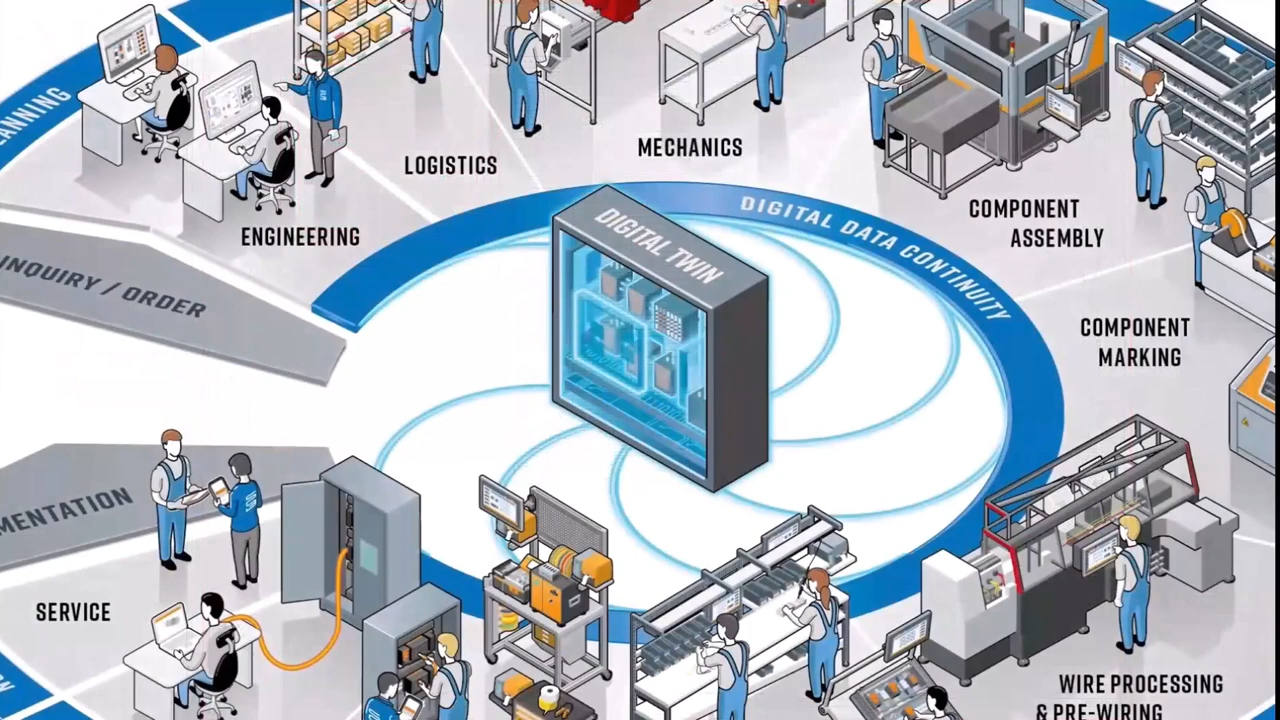 LOGISTICS
MECHANICS
ENGINEERING
COMPONENT
ASSEMBLY
DIGITAL DATA CONTINUITY
DIGITAL TWIN
INQUIRY / ORDER
COMPONENT
MARKING
SERVICE
WIRE PROCESSING
& PRE-WIRING